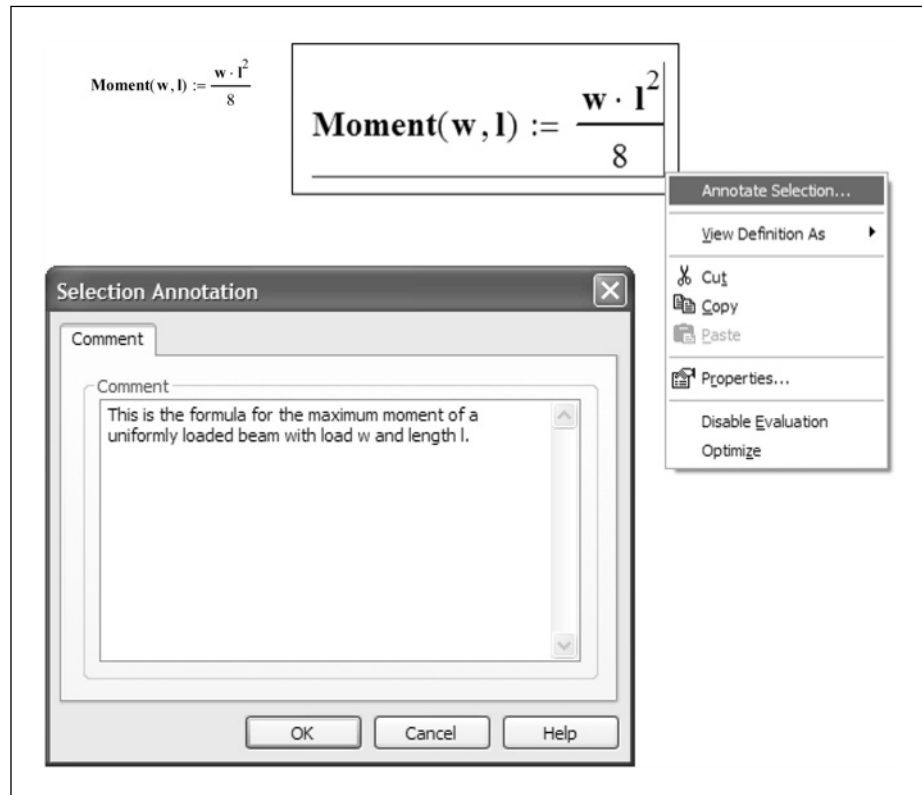 Moment(w, l) := w · l² / 8
Moment(w, l) := w · l² / 8
Annotate Selection...
View Definition As
Cut
Copy
Paste
Properties...
Disable Evaluation
Optimize
Selection Annotation
Comment
Comment
This is the formula for the maximum moment of a
uniformly loaded beam with load w and length l.
OK Cancel Help